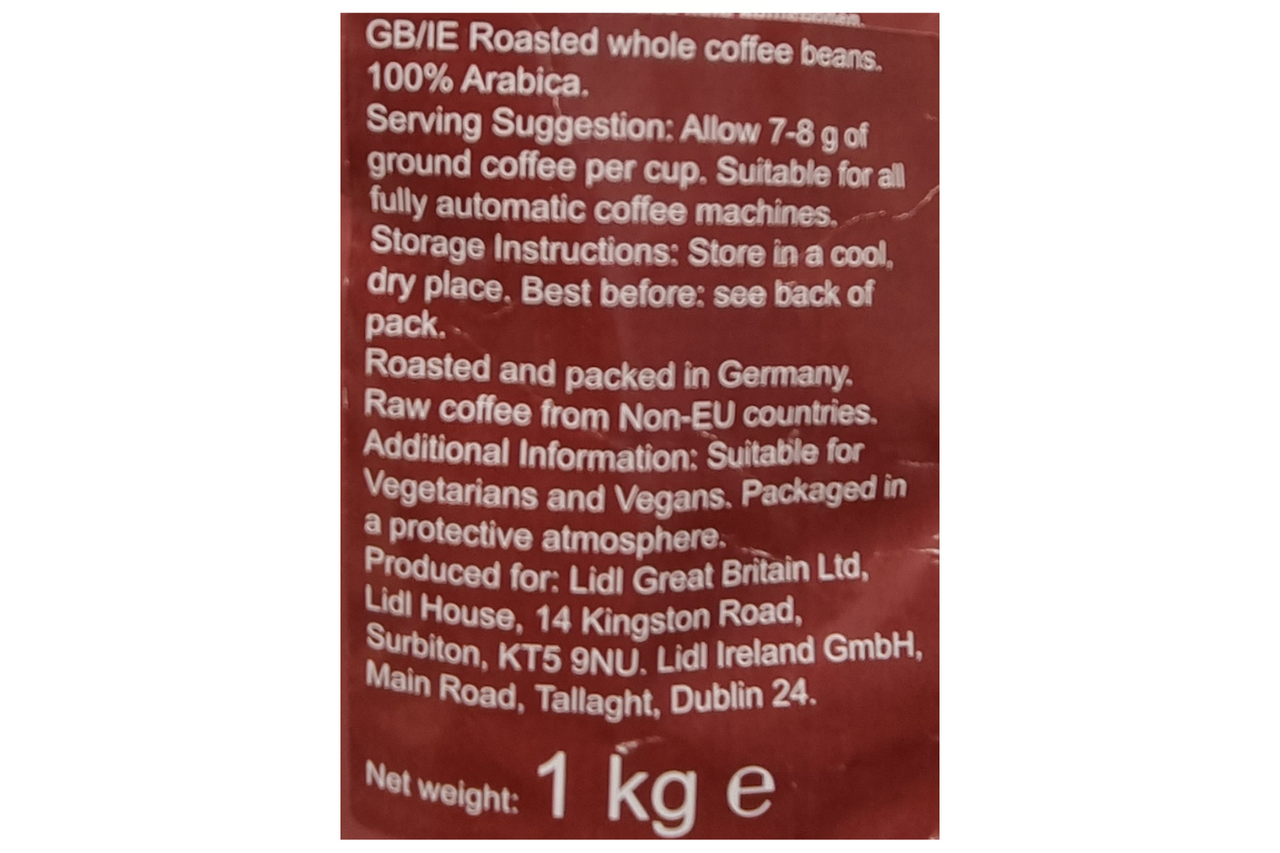 GB/IE Roasted whole coffee beans.
100% Arabica.
Serving Suggestion: Allow 7-8 g of
ground coffee per cup. Suitable for all
fully automatic coffee machines.
Storage Instructions: Store in a cool,
dry place. Best before: see back of
pack.
Roasted and packed in Germany.
Raw coffee from Non-EU countries.
Additional Information: Suitable for
Vegetarians and Vegans. Packaged in
a protective atmosphere.
Produced for: Lidl Great Britain Ltd,
Lidl House, 14 Kingston Road,
Surbiton, KT5 9NU. Lidl Ireland GmbH,
Main Road, Tallaght, Dublin 24.
Net weight: 1 kg e